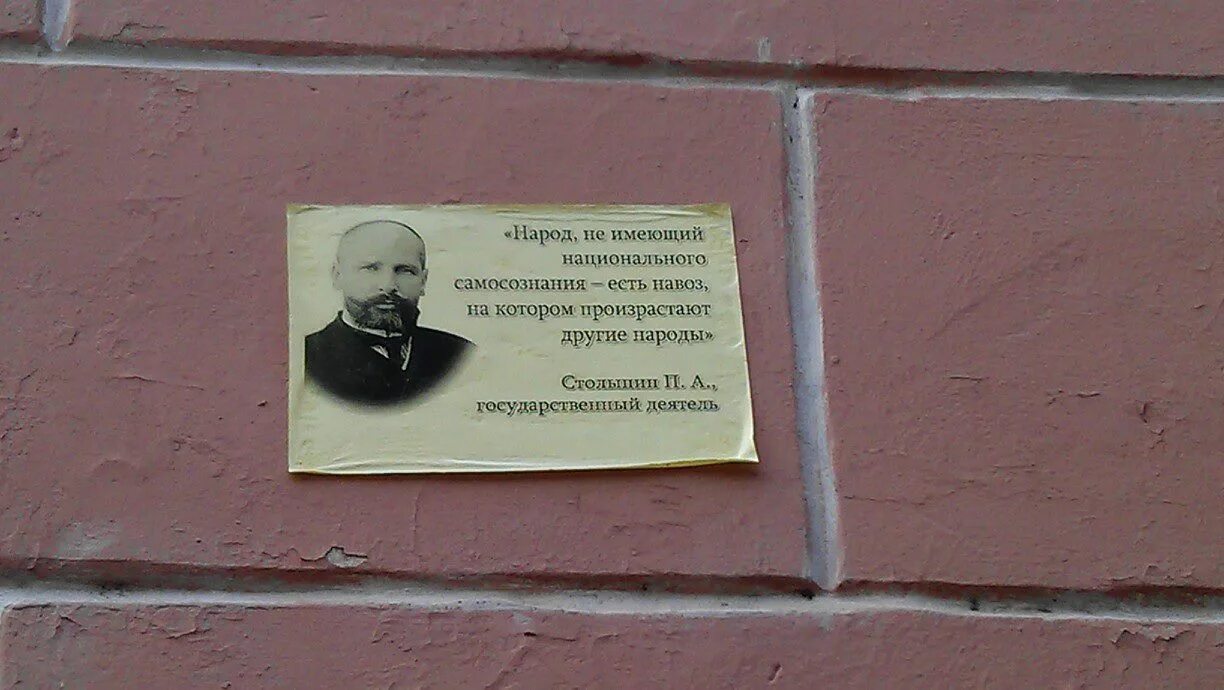 «Народ, не имеющий
национального
самосознания – есть навоз,
на котором произрастают
другие народы»
Столыпин П. А.,
государственный деятель